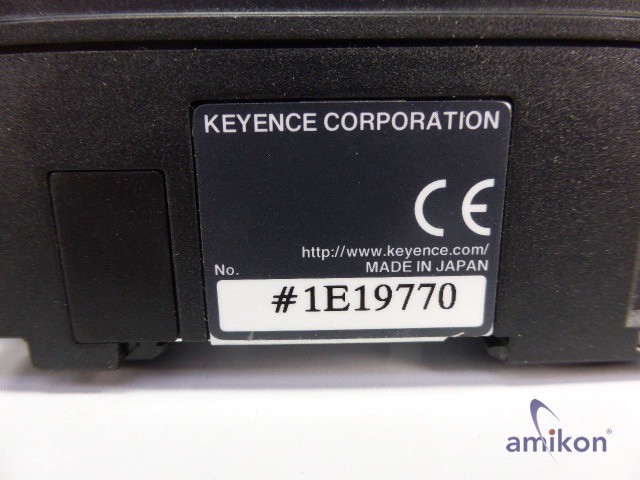 KEYENCE CORPORATION
CE
http://www.keyence.com/
No. MADE IN JAPAN
#1E19770
amikon®